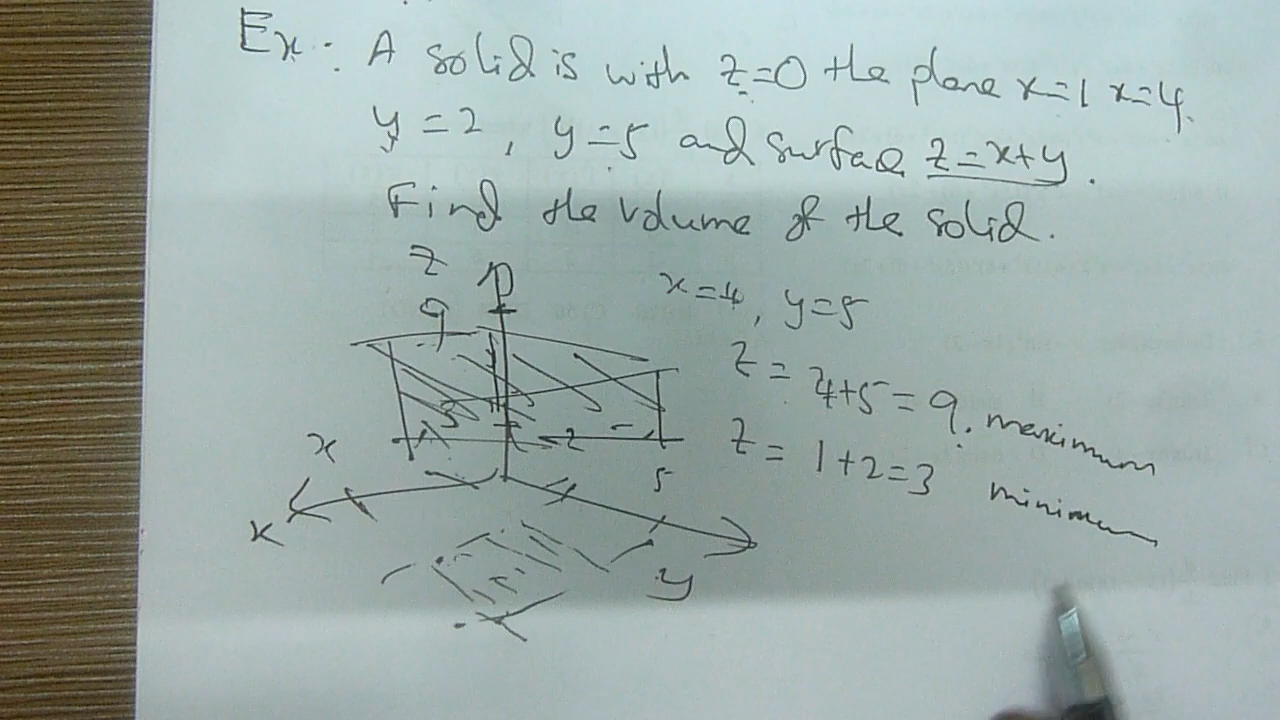 Ex: A solid is with z=0 the plane x=1 x=4,
y=2, y=5 and surface z=x+y.
Find the volume of the solid.
z
9
x=4, y=5
z = 4+5=9. maximum
z = 1+2=3 minimum
x
3
2
5
x
y